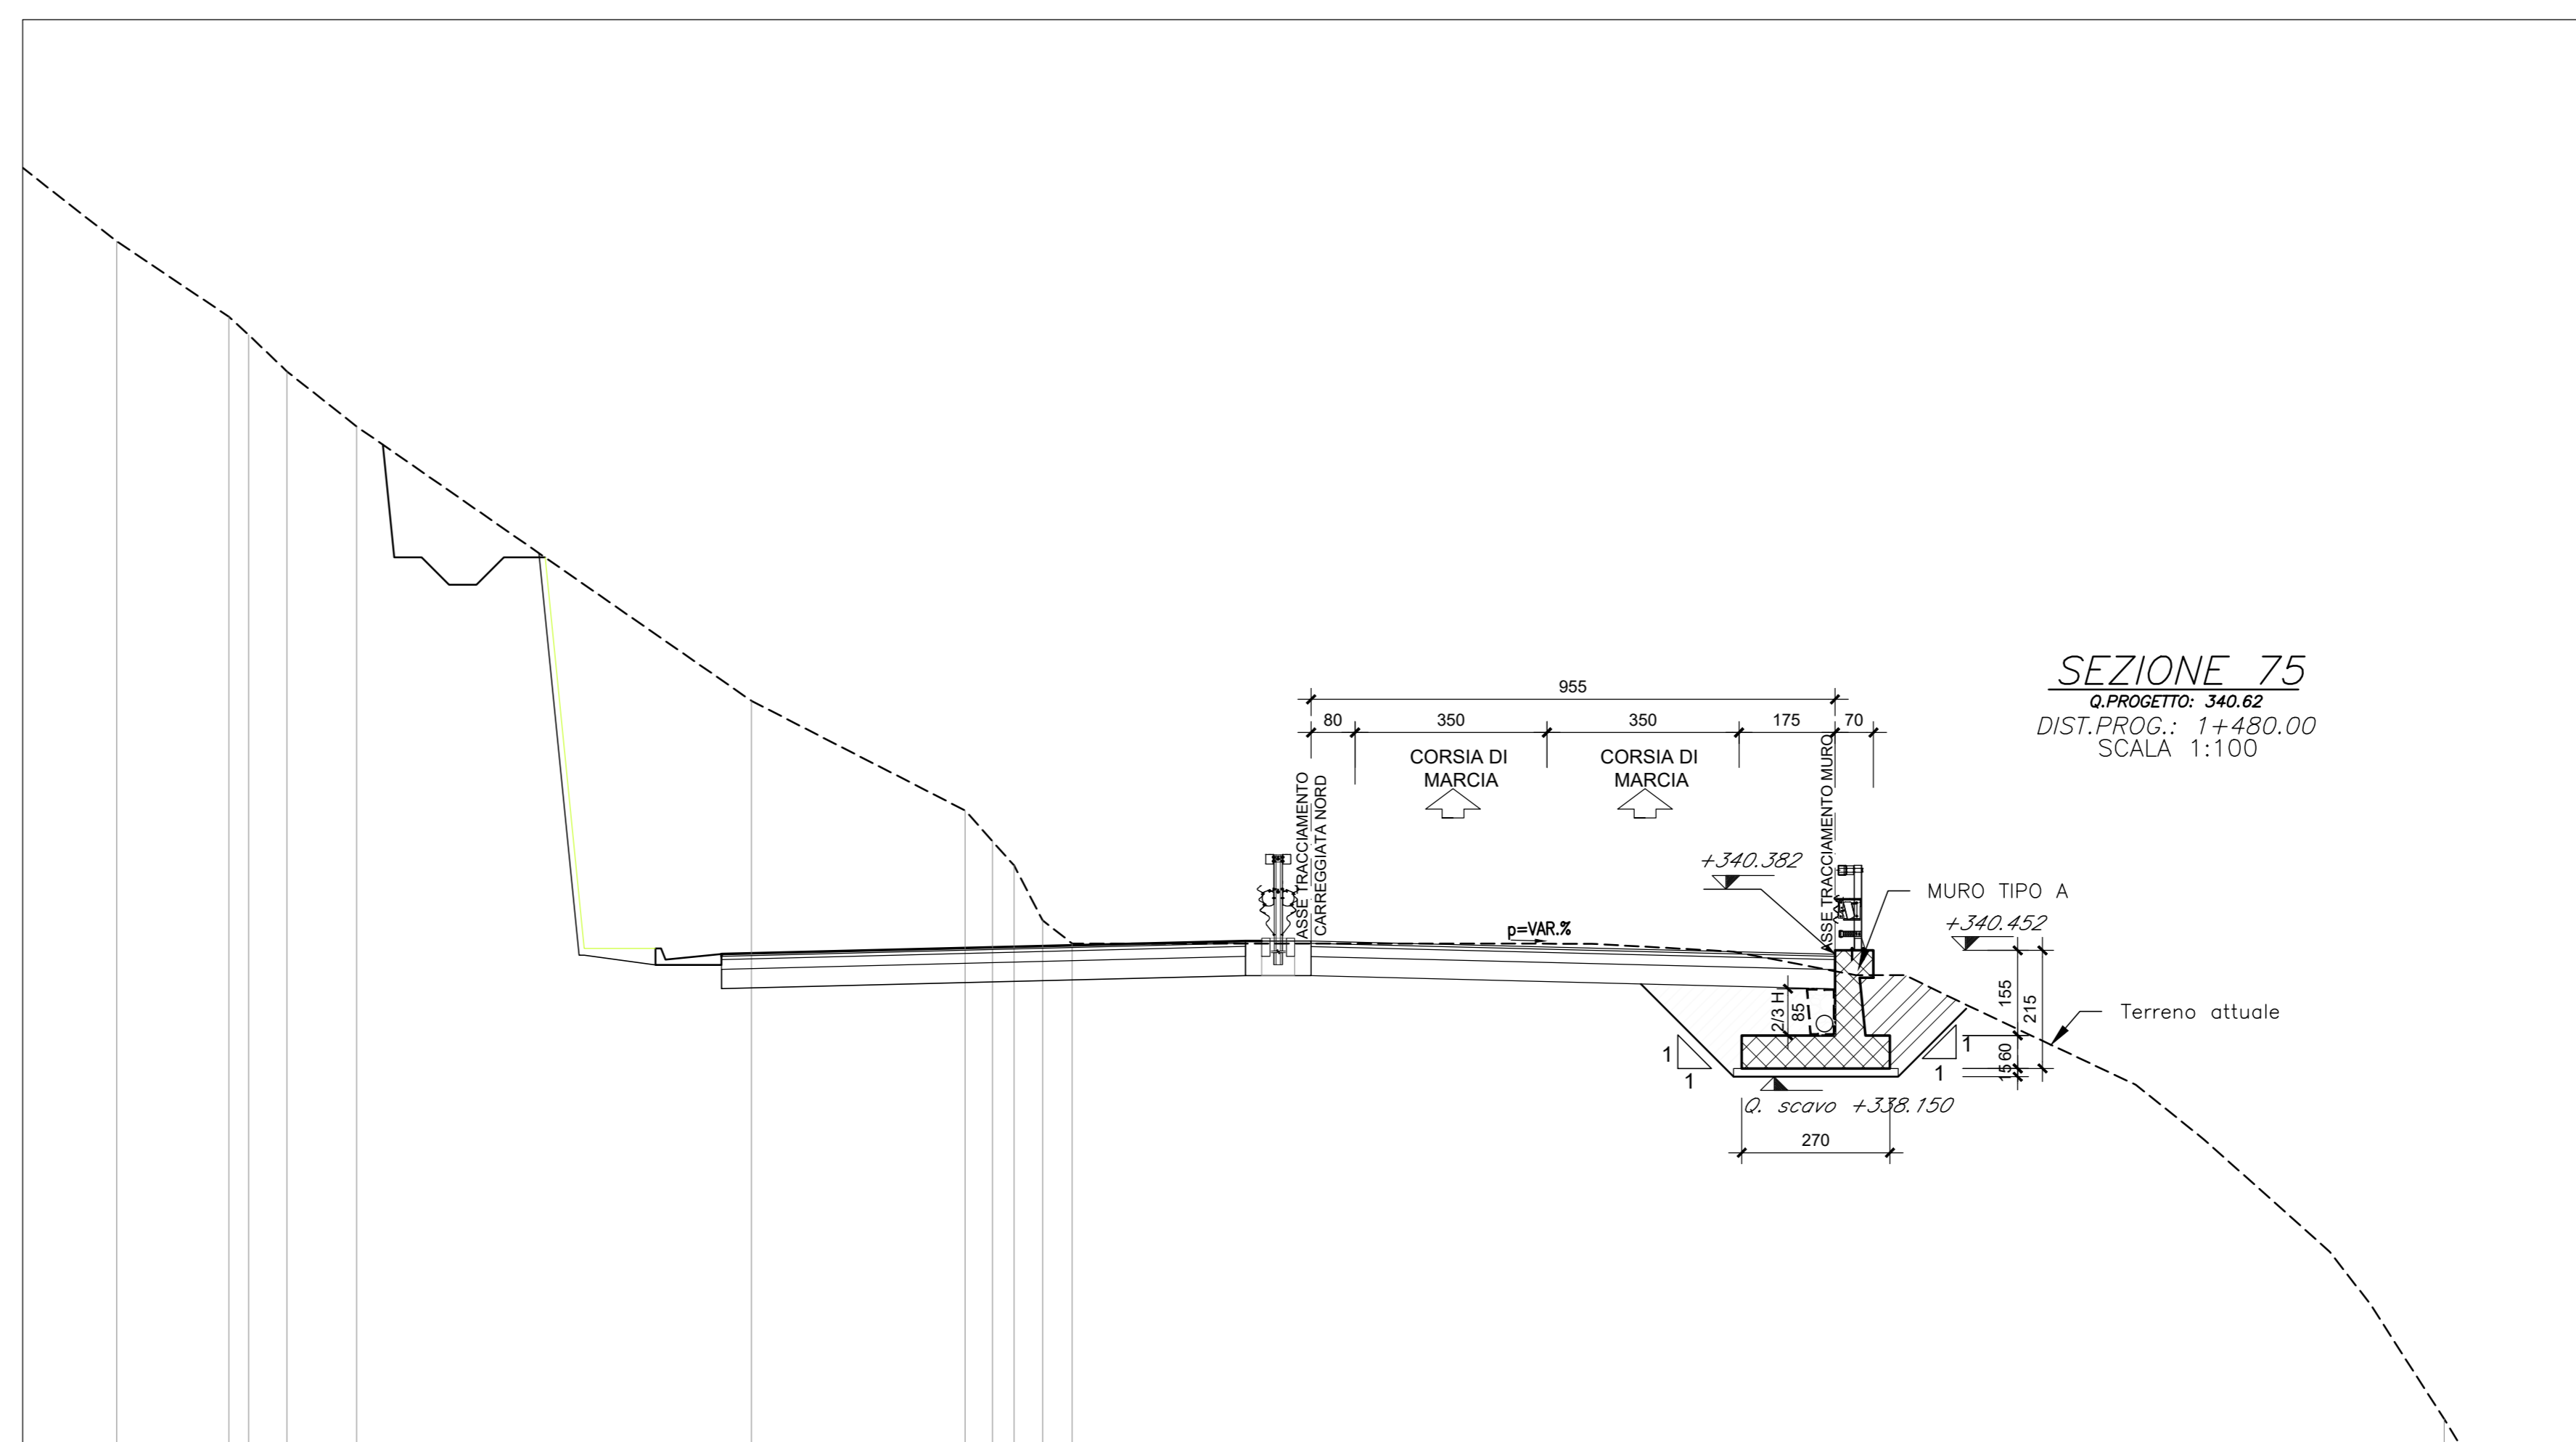 SEZIONE 75
Q.PROGETTO: 340.62
DIST.PROG.: 1+480.00
SCALA 1:100
955
80
350
350
175
70
CORSIA DI
MARCIA
CORSIA DI
MARCIA
ASSE TRACCIAMENTO
CARREGGIATA NORD
ASSE TRACCIAMENTO MURO
+340.382
MURO TIPO A
+340.452
p=VAR.%
2/3 H
85
155
215
60
15
Terreno attuale
1
1
1
1
Q. scavo +338.150
270